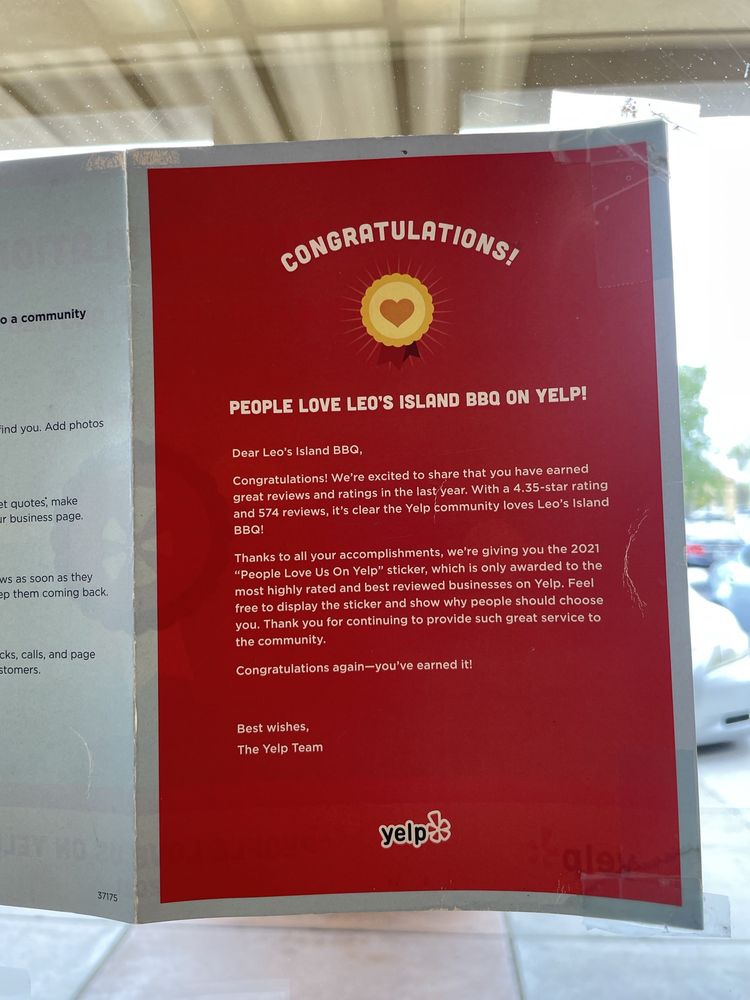 o a community
find you. Add photos
et quotes, make
ur business page.
ws as soon as they
ep them coming back.
cks, calls, and page
stomers.
37175
CONGRATULATIONS!
PEOPLE LOVE LEO'S ISLAND BBQ ON YELP!
Dear Leo's Island BBQ,
Congratulations! We're excited to share that you have earned
great reviews and ratings in the last year. With a 4.35-star rating
and 574 reviews, it's clear the Yelp community loves Leo's Island
BBQ!
Thanks to all your accomplishments, we're giving you the 2021
“People Love Us On Yelp” sticker, which is only awarded to the
most highly rated and best reviewed businesses on Yelp. Feel
free to display the sticker and show why people should choose
you. Thank you for continuing to provide such great service to
the community.
Congratulations again—you've earned it!
Best wishes,
The Yelp Team
yelp